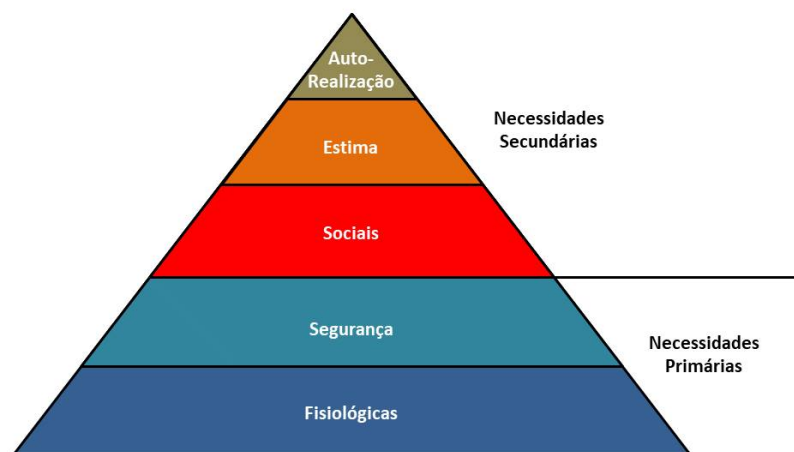 Auto-
Realização
Necessidades
Secundárias
Estima
Sociais
Segurança
Necessidades
Primárias
Fisiológicas